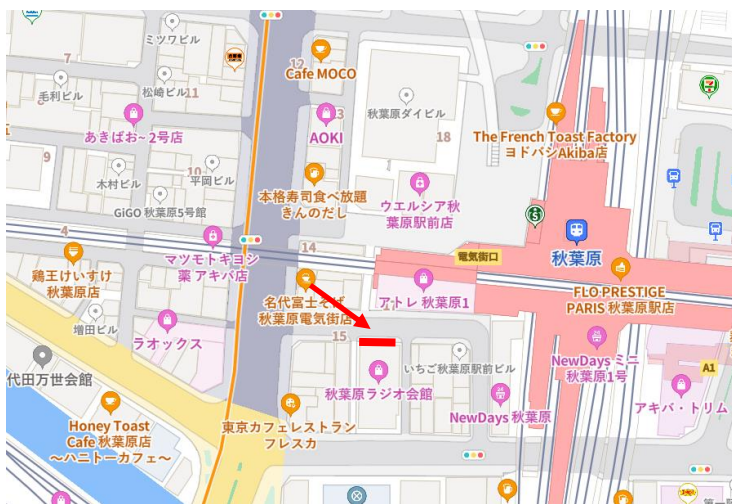 ミツワビル
7
12
Cafe MOCO
毛利ビル
松崎ビル
11
秋葉原ダイビル
あきばお~ 2号店
13
AOKI
18
The French Toast Factory
ヨドバシAkiba店
9
10
木村ビル
平岡ビル
本格寿司食べ放題
きんのだし
ウエルシア秋
葉原駅前店
GiGO 秋葉原5号館
4
14
電気街口
秋葉原
鶏王けいすけ
秋葉原店
マツモトキヨシ
薬 アキバ店
名代富士そば
秋葉原電気街店
アトレ 秋葉原1
FLO PRESTIGE
PARIS 秋葉原駅店
増田ビル
ラオックス
15
代田万世会館
秋葉原ラジオ会館
いちご秋葉原駅前ビル
NewDays ミニ
秋葉原1号
A1
NewDays 秋葉原
アキバ・トリム
Honey Toast
Cafe 秋葉原店
～ハニトーカフェ～
東京カフェレストラン
フレスカ